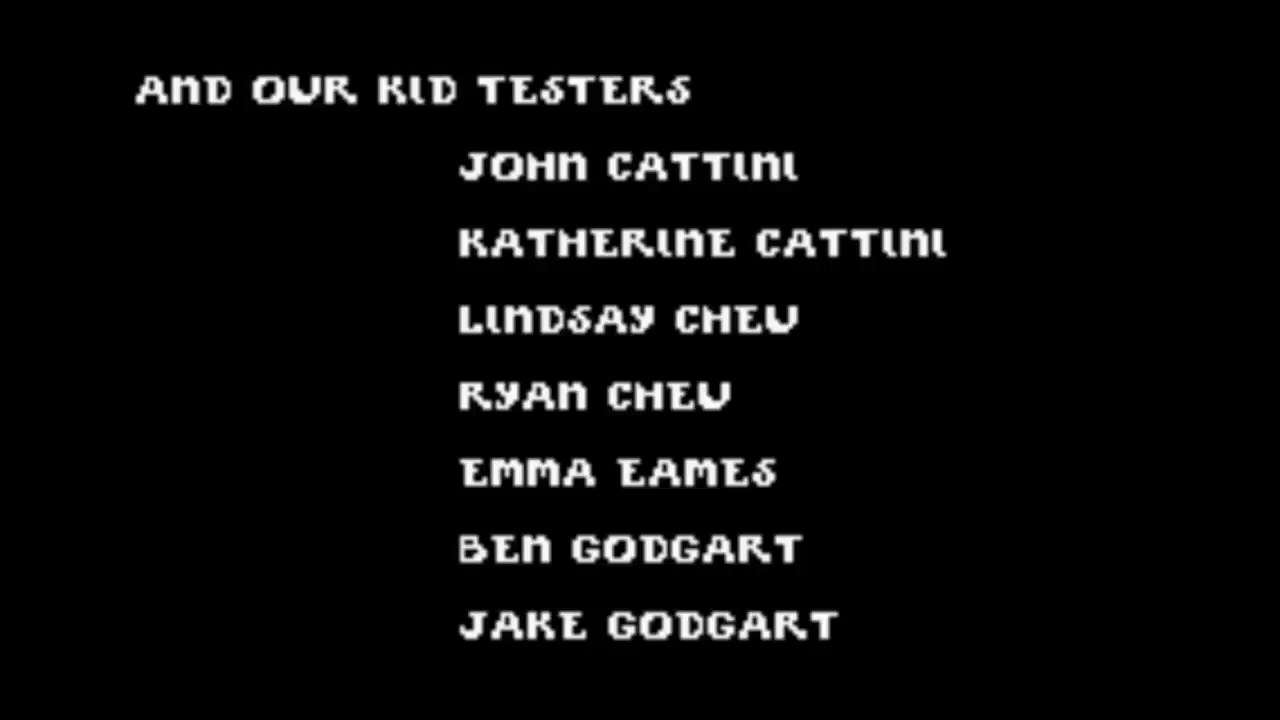 AND OUR KID TESTERS
JOHN CATTINI
KATHERINE CATTINI
LINDSAY CHEW
RYAN CHEW
EMMA EAMES
BEN GODGART
JAKE GODGART